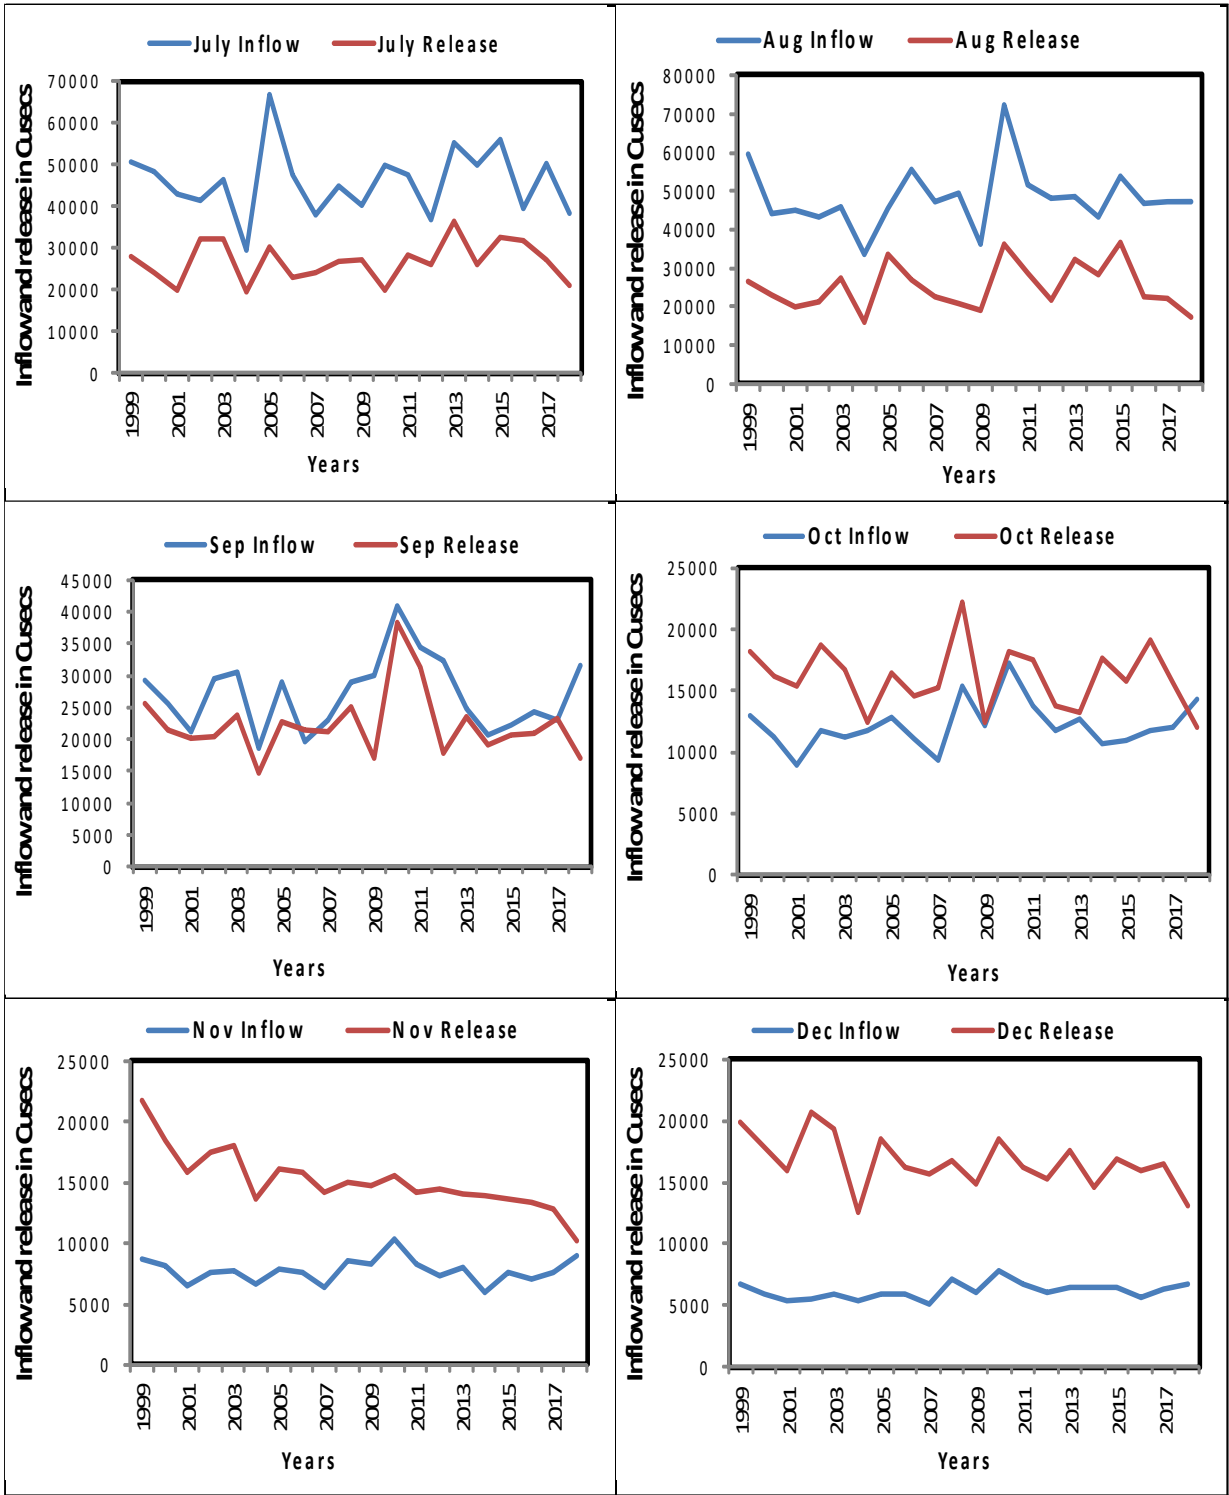 July Inflow July Release
Inflow and release in Cusecs
70000
60000
50000
40000
30000
20000
10000
0
1999 2001 2003 2005 2007 2009 2011 2013 2015 2017
Years
Aug Inflow Aug Release
Inflow and release in Cusecs
80000
70000
60000
50000
40000
30000
20000
10000
0
1999 2001 2003 2005 2007 2009 2011 2013 2015 2017
Years
Sep Inflow Sep Release
Inflow and release in Cusecs
45000
40000
35000
30000
25000
20000
15000
10000
5000
0
1999 2001 2003 2005 2007 2009 2011 2013 2015 2017
Years
Oct Inflow Oct Release
Inflow and release in Cusecs
25000
20000
15000
10000
5000
0
1999 2001 2003 2005 2007 2009 2011 2013 2015 2017
Years
Nov Inflow Nov Release
Inflow and release in Cusecs
25000
20000
15000
10000
5000
0
1999 2001 2003 2005 2007 2009 2011 2013 2015 2017
Years
Dec Inflow Dec Release
Inflow and release in Cusecs
25000
20000
15000
10000
5000
0
1999 2001 2003 2005 2007 2009 2011 2013 2015 2017
Years